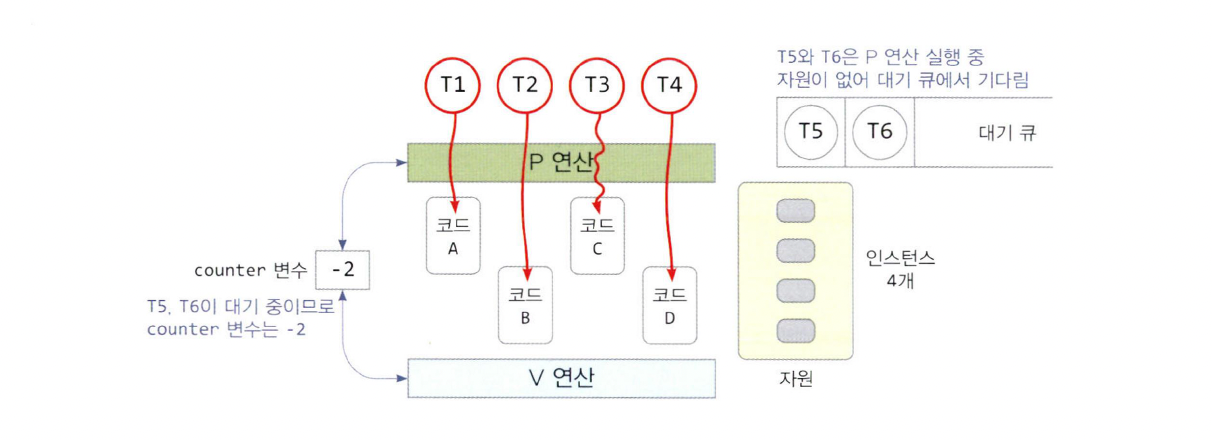 T5와 T6은 P 연산 실행 중
자원이 없어 대기 큐에서 기다림
T1
T2
T3
T4
T5
T6
대기 큐
P 연산
코드
A
코드
B
코드
C
코드
D
counter 변수
-2
T5, T6이 대기 중이므로
counter 변수는 -2
인스턴스
4개
자원
V 연산